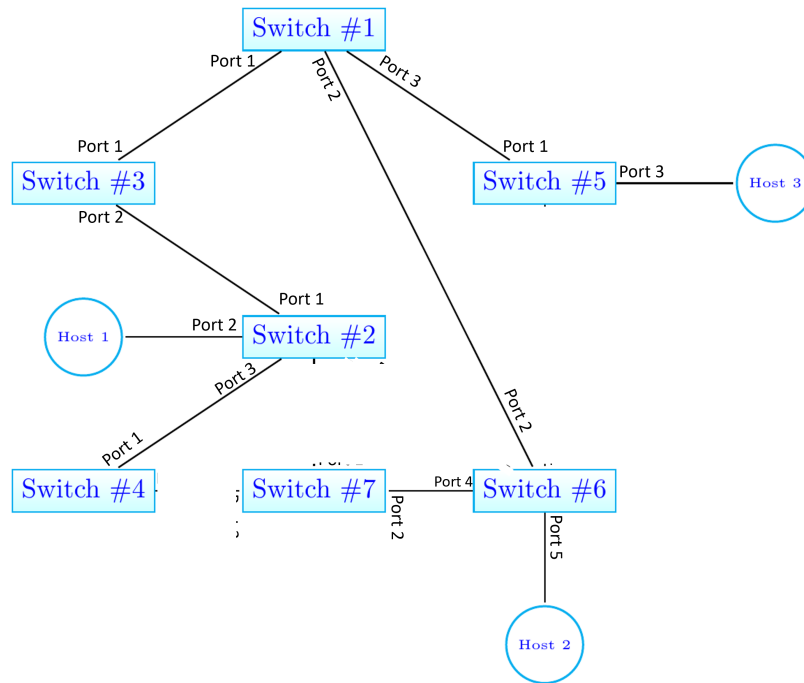 Switch #1
Port 1
Port 2
Port 3
Port 1
Port 1
Switch #3
Switch #5
Port 3
Host 3
Port 2
Port 1
Host 1
Port 2
Switch #2
Port 3
Port 2
Port 1
Switch #4
Switch #7
Port 4
Switch #6
Port 2
Port 5
Host 2